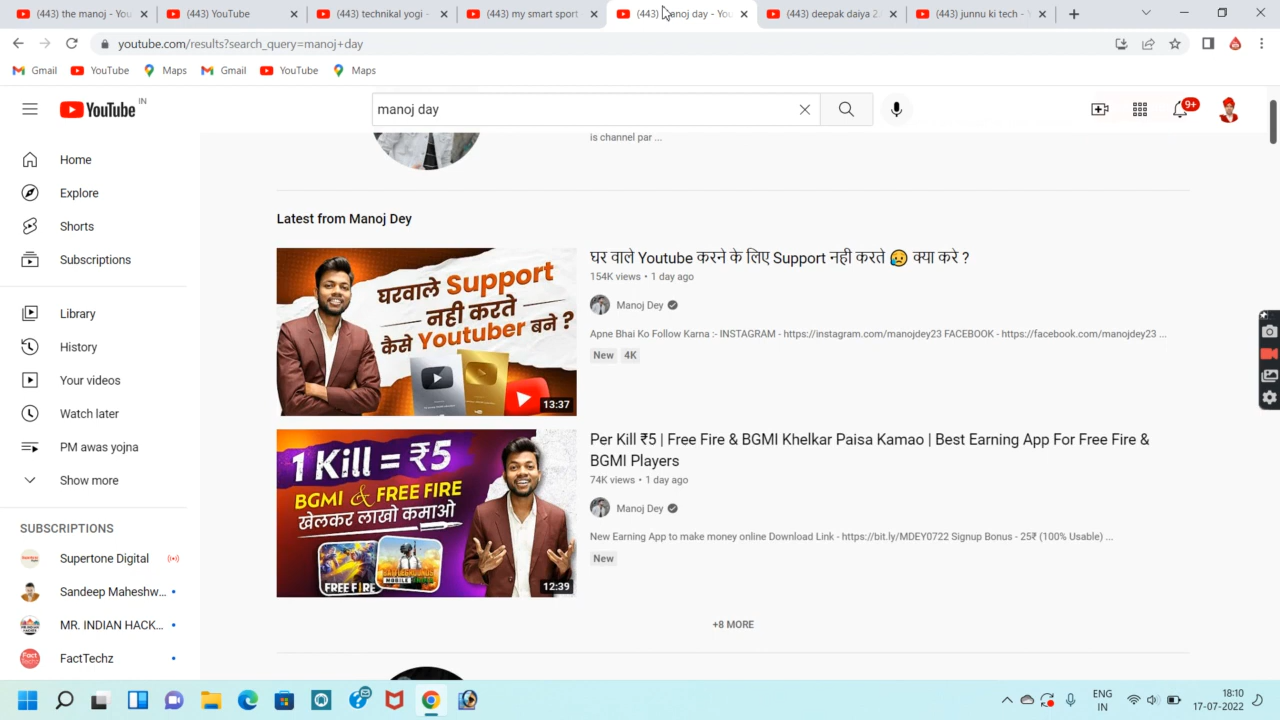 (443) the manoj - You
(443) YouTube
(443) technikal yogi -
(443) my smart sport
(443) manoj day - You
(443) deepak daiya 2
(443) junnu ki tech -
youtube.com/results?search_query=manoj+day
Gmail YouTube Maps Gmail YouTube Maps
YouTube IN
manoj day
9+
Home
Explore
Shorts
Subscriptions
Library
History
Your videos
Watch later
PM awas yojna
Show more
SUBSCRIPTIONS
Supertone Digital
Sandeep Maheshw...
MR. INDIAN HACK...
FactTechz
is channel par ...
Latest from Manoj Dey
घरवाले Support
नही करते
कैसे Youtuber बने ?
13:37
घर वाले Youtube करने के लिए Support नही करते 😥 क्या करे ?
154K views • 1 day ago
Manoj Dey
Apne Bhai Ko Follow Karna :- INSTAGRAM - https://instagram.com/manojdey23 FACEBOOK - https://facebook.com/manojdey23 ...
New 4K
1 Kill = ₹5
BGMI & FREE FIRE
खेलकर लाखो कमाओ
FREE FIRE
BATTLEGROUNDS
MOBILE INDIA
12:39
Per Kill ₹5 | Free Fire & BGMI Khelkar Paisa Kamao | Best Earning App For Free Fire &
BGMI Players
74K views • 1 day ago
Manoj Dey
New Earning App to make money online Download Link - https://bit.ly/MDEY0722 Signup Bonus - 25₹ (100% Usable) ...
New
+8 MORE
ENG
IN
18:10
17-07-2022